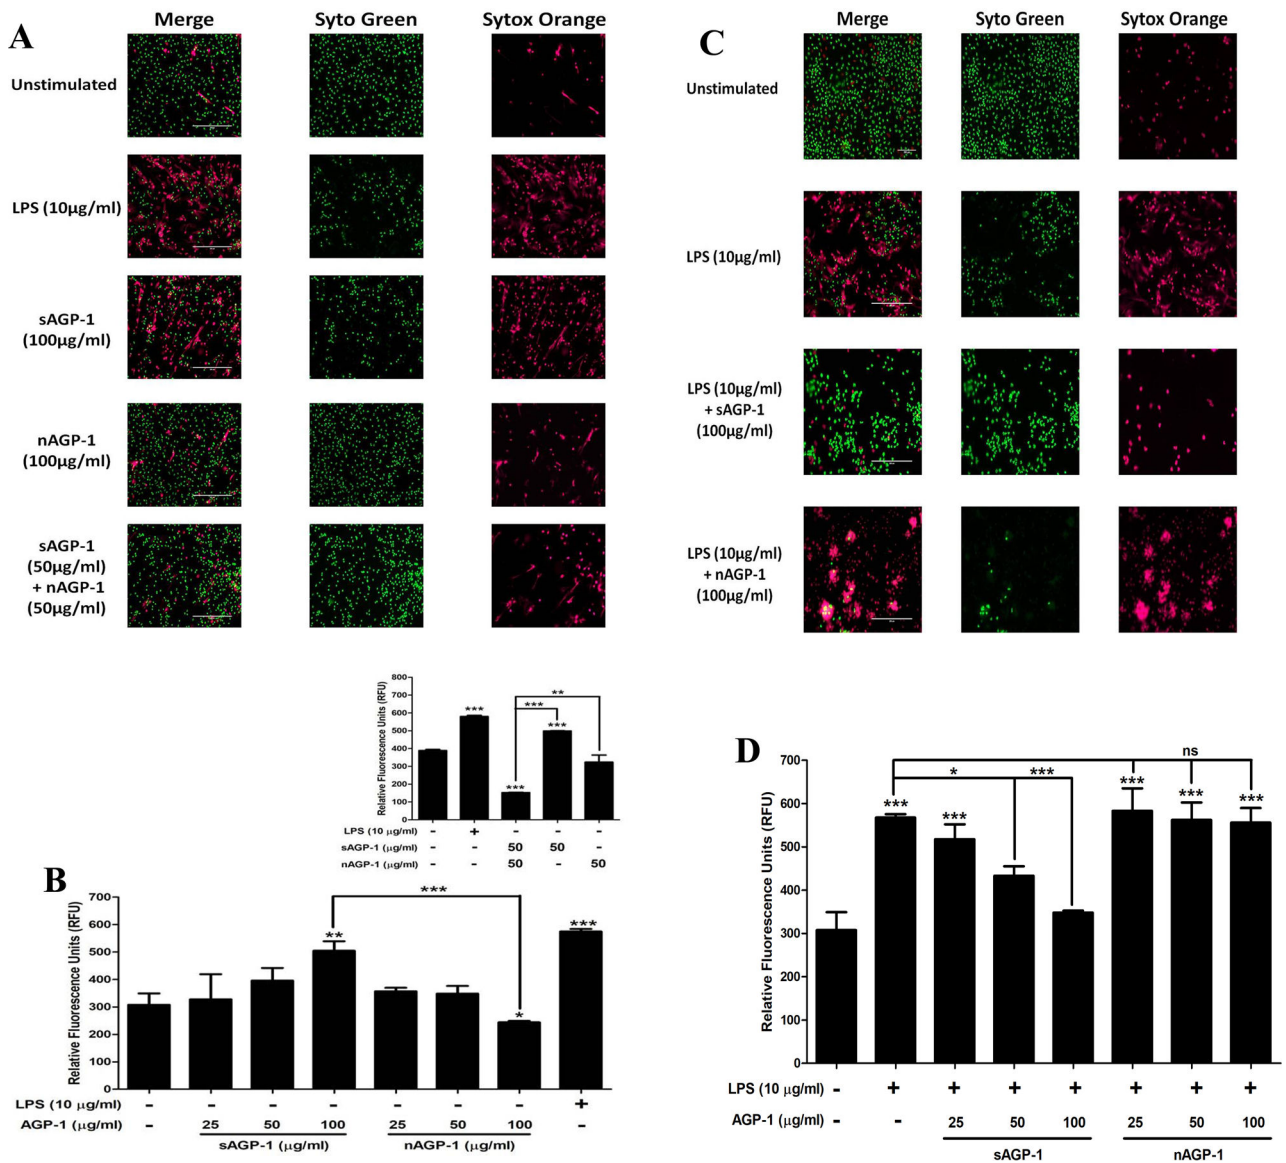 A
Merge Syto Green Sytox Orange
Unstimulated
LPS (10µg/ml)
sAGP-1
(100µg/ml)
nAGP-1
(100µg/ml)
sAGP-1
(50µg/ml)
+ nAGP-1
(50µg/ml)
C
Merge Syto Green Sytox Orange
Unstimulated
LPS (10µg/ml)
LPS (10µg/ml)
+ sAGP-1
(100µg/ml)
LPS (10µg/ml)
+ nAGP-1
(100µg/ml)
Relative Fluorescence Units (RFU)
800
700
600
500
400
300
200
100
0
***
***
***
***
**
LPS (10 µg/ml) - + - - -
sAGP-1 (µg/ml) - - 50 50 -
nAGP-1 (µg/ml) - - 50 - 50
B
Relative Fluorescence Units (RFU)
700
600
500
400
300
200
100
0
**
***
*
***
LPS (10 µg/ml) - - - - - - - +
AGP-1 (µg/ml) - 25 50 100 25 50 100 -
sAGP-1 (µg/ml) nAGP-1 (µg/ml)
D
Relative Fluorescence Units (RFU)
700
600
500
400
300
200
100
0
ns
* ***
***
***
***
***
***
LPS (10 µg/ml) - + + + + + + +
AGP-1 (µg/ml) - - 25 50 100 25 50 100
sAGP-1 nAGP-1